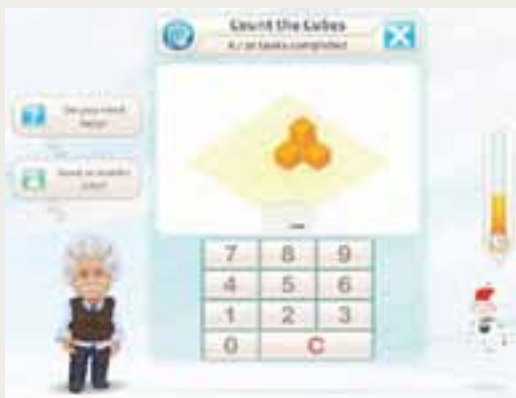 Count the Cubes
tasks completed
Do you need
help?
7 8 9
4 5 6
1 2 3
0 C